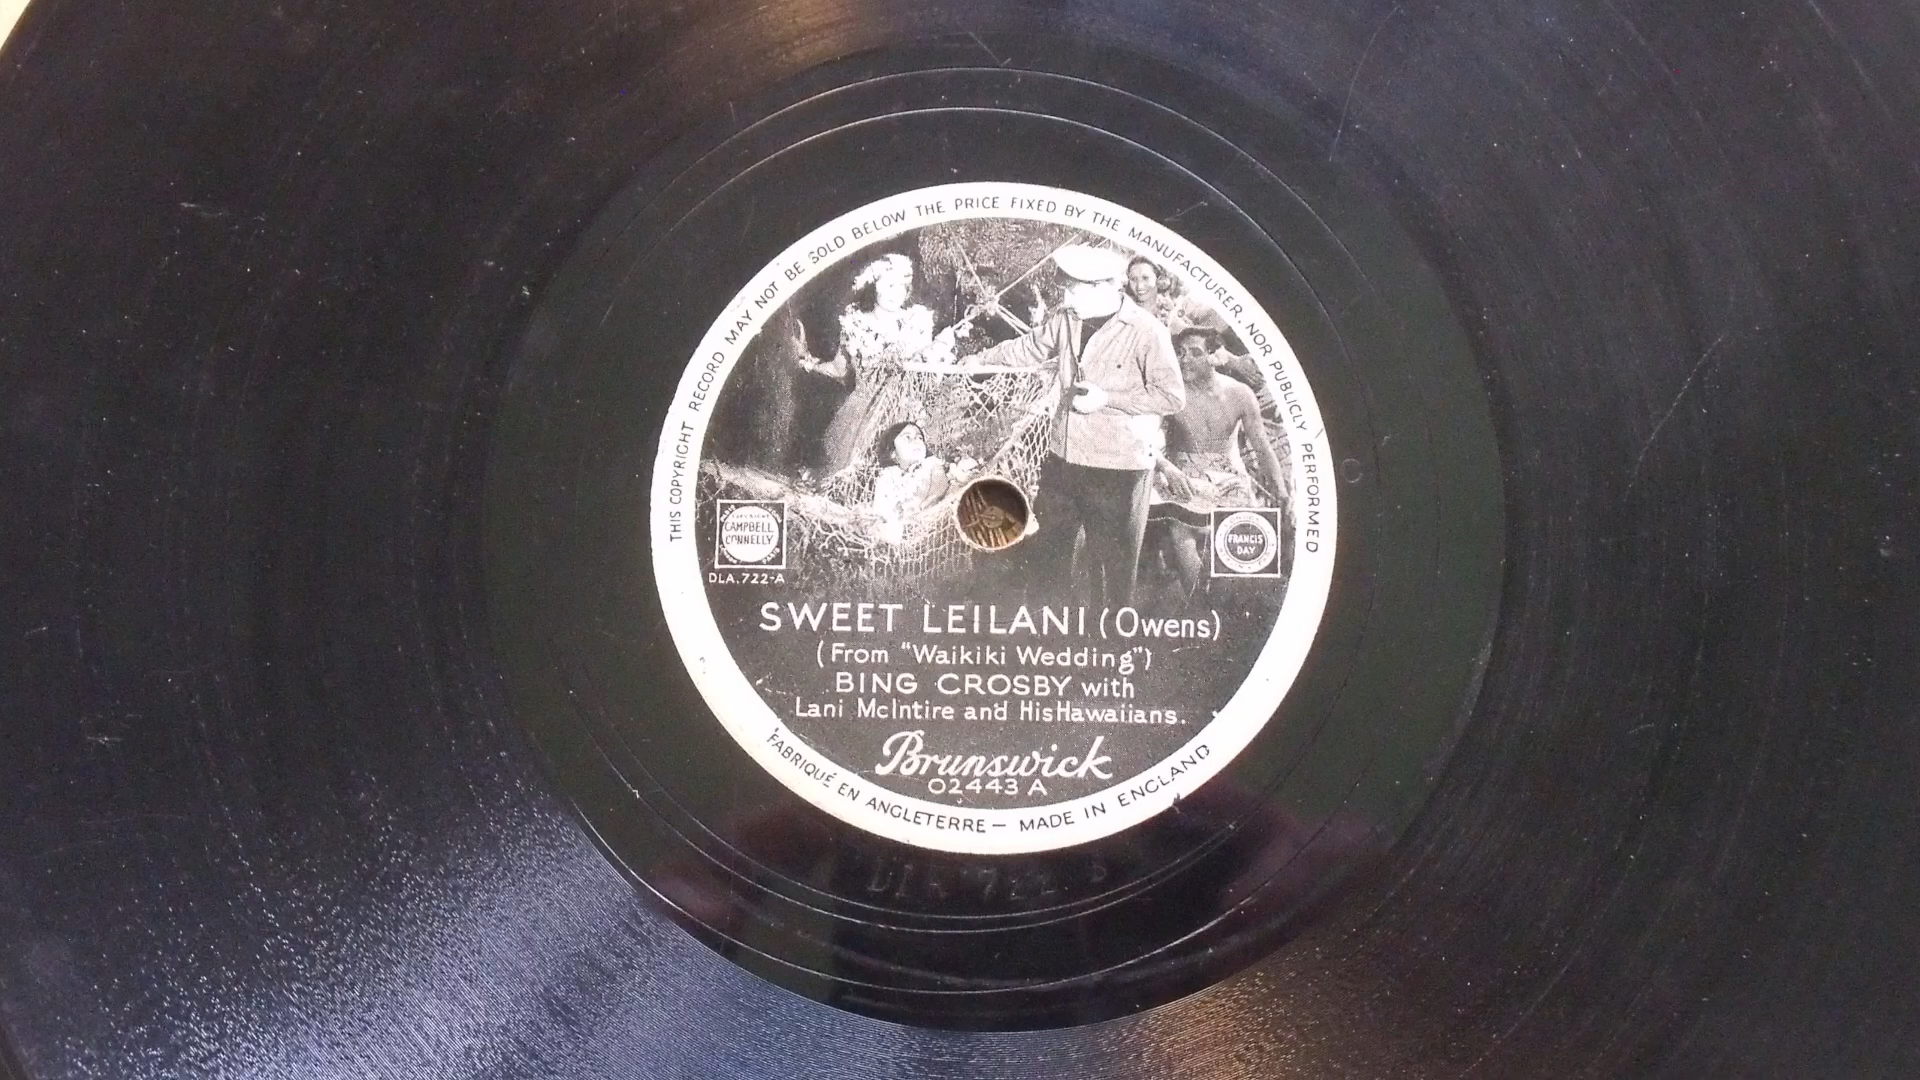 THIS COPYRIGHT RECORD MAY NOT BE SOLD BELOW THE PRICE FIXED BY THE MANUFACTURER, NOR PUBLICLY PERFORMED
CAMPBELL
CONNELLY
FRANCIS
DAY
DLA.722-A
SWEET LEILANI (Owens)
(From "Waikiki Wedding")
BING CROSBY with
Lani McIntire and His Hawaiians.
Brunswick
02443 A
FABRIQUÉ EN ANGLETERRE — MADE IN ENGLAND